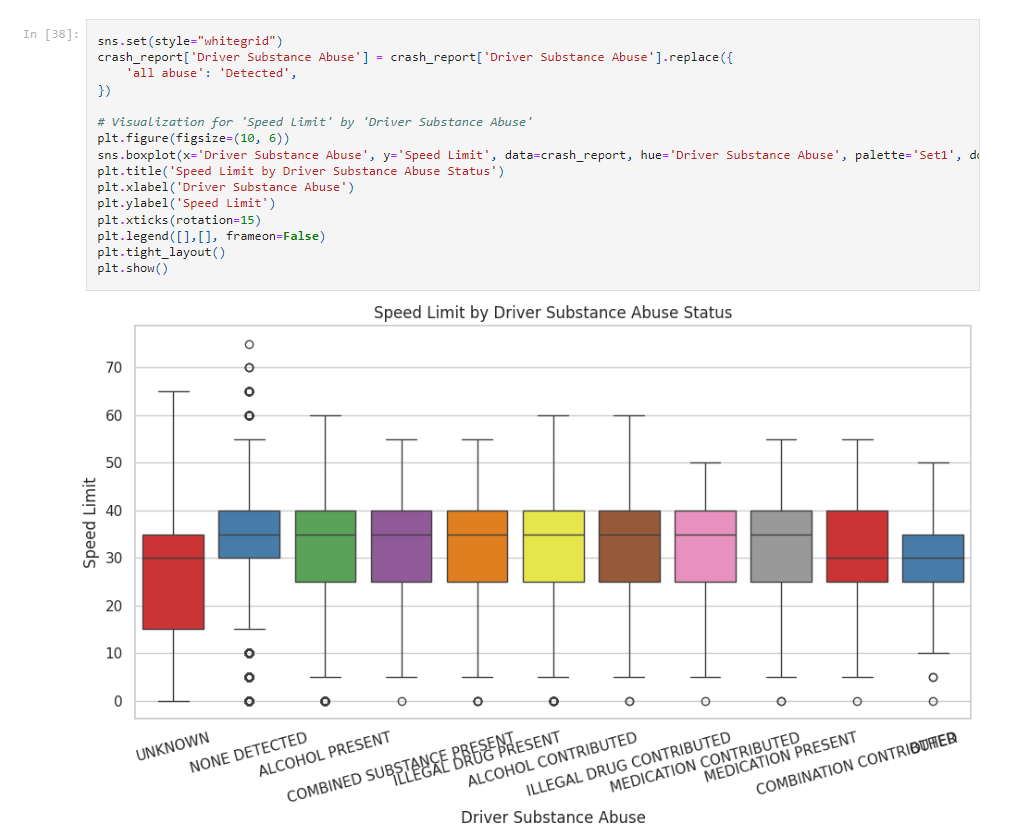 In [38]:
sns.set(style="whitegrid")
crash_report['Driver Substance Abuse'] = crash_report['Driver Substance Abuse'].replace({
    'all abuse': 'Detected',
})
# Visualization for 'Speed Limit' by 'Driver Substance Abuse'
plt.figure(figsize=(10, 6))
sns.boxplot(x='Driver Substance Abuse', y='Speed Limit', data=crash_report, hue='Driver Substance Abuse', palette='Set1', d
plt.title('Speed Limit by Driver Substance Abuse Status')
plt.xlabel('Driver Substance Abuse')
plt.ylabel('Speed Limit')
plt.xticks(rotation=15)
plt.legend([],[], frameon=False)
plt.tight_layout()
plt.show()
Speed Limit by Driver Substance Abuse Status
Speed Limit
70
60
50
40
30
20
10
0
UNKNOWN
NONE DETECTED
ALCOHOL PRESENT
COMBINED SUBSTANCE PRESENT
ILLEGAL DRUG PRESENT
ALCOHOL CONTRIBUTED
ILLEGAL DRUG CONTRIBUTED
MEDICATION CONTRIBUTED
MEDICATION PRESENT
COMBINATION CONTRIBUTED
OTHER
Driver Substance Abuse